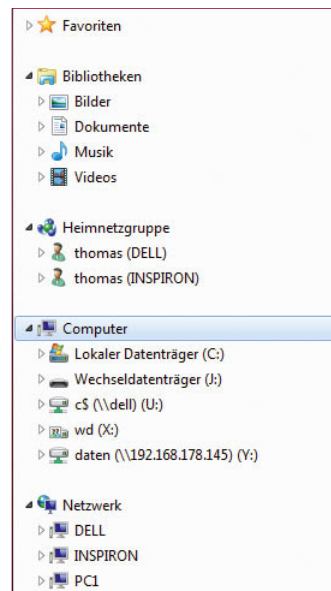 Favoriten
Bibliotheken
Bilder
Dokumente
Musik
Videos
Heimnetzgruppe
thomas (DELL)
thomas (INSPIRON)
Computer
Lokaler Datenträger (C:)
Wechseldatenträger (J:)
c$ (\\dell) (U:)
wd (X:)
daten (\\192.168.178.145) (Y:)
Netzwerk
DELL
INSPIRON
PC1